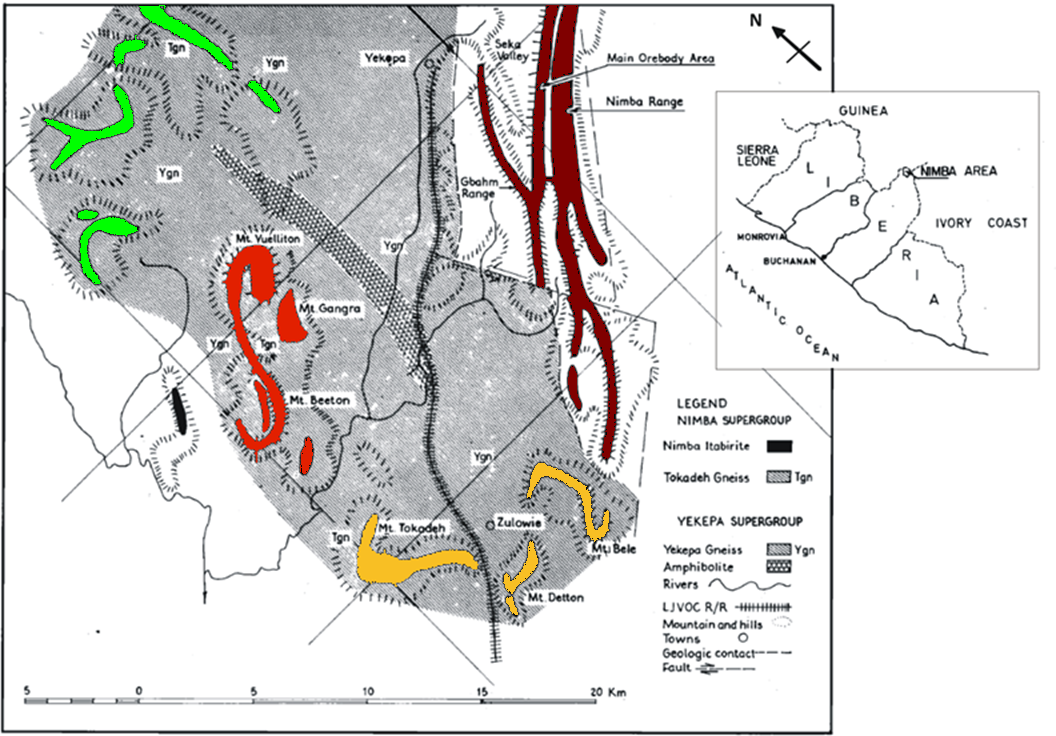 N
Tgn
Ygn
Yekepa
Seka
Valley
Main Orebody Area
Nimba Range
Ygn
Gbahm
Range
Ygn
Mt. Yuelliton
Mt. Gangra
Ygn
Tgn
Mt. Beeton
Ygn
Zulowie
Mt. Tokadeh
Tgn
Mt. Bele
Mt. Detton
5 0 5 10 15 20 Km
GUINEA
SIERRA
LEONE
NIMBA AREA
LIBERIA
IVORY COAST
MONROVIA
BUCHANAN
ATLANTIC OCEAN
LEGEND
NIMBA SUPERGROUP
Nimba Itabirite
Tokadeh Gneiss Tgn
YEKEPA SUPERGROUP
Yekepa Gneiss Ygn
Amphibolite
Rivers
LJVOC R/R
Mountain and hills
Towns
Geologic contact
Fault